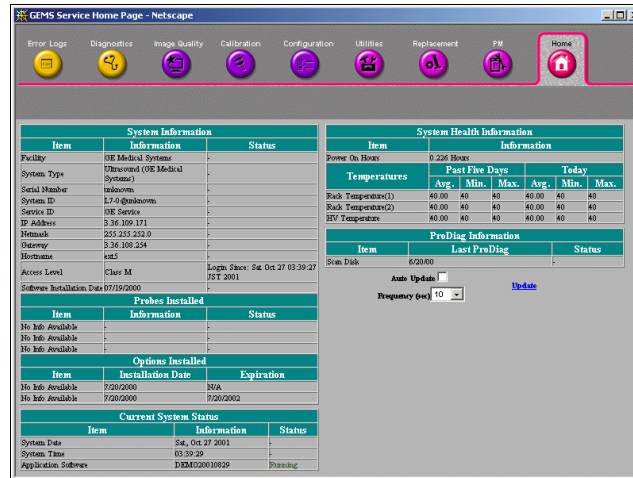 GEMS Service Home Page - Netscape
Error Logs Diagnostics Image Quality Calibration Configuration Utilities Replacement PM Home
System Information
Item Information Status
Facility GE Medical Systems -
System Type Ultrasound (GE Medical Systems) -
Serial Number unknown -
System ID L7-0@unknown -
Service ID GE Service -
IP Address 3.36.109.171 -
Netmask 255.255.252.0 -
Gateway 3.36.108.254 -
Hostname ext5 -
Access Level Class M Login Since: Sat Oct 27 03:39:27 JST 2001
Software Installation Date 07/19/2000 -
Probes Installed
Item Information Status
No Info Available - -
No Info Available - -
No Info Available - -
Options Installed
Item Installation Date Expiration
No Info Available 7/20/2000 N/A
No Info Available 7/20/2000 7/20/2002
Current System Status
Item Information Status
System Date Sat, Oct 27 2001 -
System Time 03:39:29 -
Application Software DEMO20010829 Running
System Health Information
Item Information
Power On Hours 0.226 Hours
Temperatures Past Five Days Today
Avg. Min. Max. Avg. Min. Max.
Rack Temperature(1) 40.00 40 40 40.00 40 40
Rack Temperature(2) 40.00 40 40 40.00 40 40
HV Temperature 40.00 40 40 40.00 40 40
ProDiag Information
Item Last ProDiag Status
Scan Disk 6/20/00 -
Auto Update
Update
Frequency (sec) 10